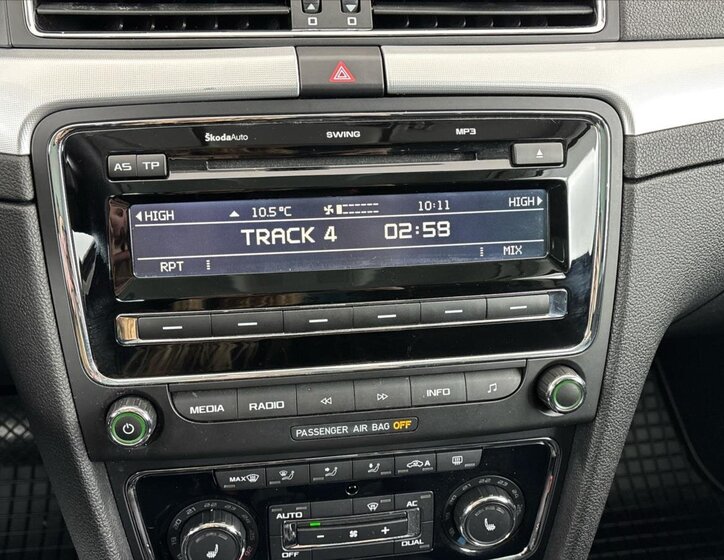 ŠkodaAuto SWING MP3
AS TP
HIGH 10.5°C 10:11 HIGH
TRACK 4 02:59
RPT MIX
MEDIA RADIO INFO
PASSENGER AIR BAG OFF
MAX A
AUTO AC
OFF DUAL